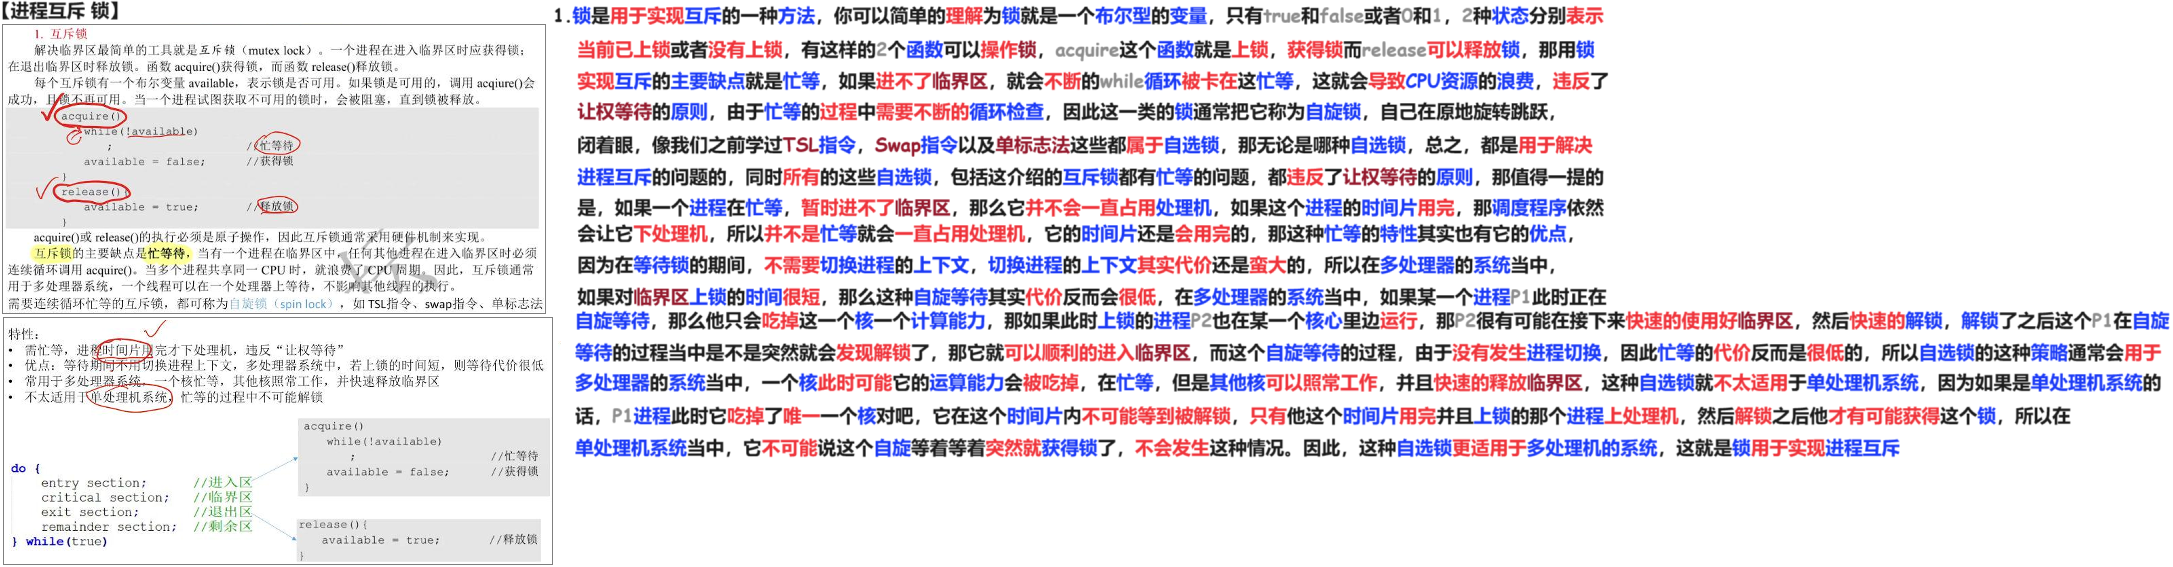 【进程互斥 锁】
1. 互斥锁
解决临界区最简单的工具就是互斥锁（mutex lock）。一个进程在进入临界区时应获得锁；
在退出临界区时释放锁。函数 acquire()获得锁，而函数 release()释放锁。
每个互斥锁有一个布尔变量 available，表示锁是否可用。如果锁是可用的，调用 acqiure()会
成功，且锁不再可用。当一个进程试图获取不可用的锁时，会被阻塞，直到锁被释放。
acquire()
while(!available)
; //忙等待
available = false; //获得锁
}
release(){
available = true; //释放锁
}
acquire()或 release()的执行必须是原子操作，因此互斥锁通常采用硬件机制来实现。
互斥锁的主要缺点是忙等待，当有一个进程在临界区中，任何其他进程在进入临界区时必须
连续循环调用 acquire()。当多个进程共享同一 CPU 时，就浪费了CPU周期。因此，互斥锁通常
用于多处理器系统，一个线程可以在一个处理器上等待，不影响其他线程的执行。
需要连续循环忙等的互斥锁，都可称为自旋锁（spin lock），如 TSL指令、swap指令、单标志法
特性：
• 需忙等，进程时间片用完才下处理机，违反“让权等待”
• 优点：等待期间不用切换进程上下文，多处理器系统中，若上锁的时间短，则等待代价很低
• 常用于多处理器系统，一个核忙等，其他核照常工作，并快速释放临界区
• 不太适用于单处理机系统，忙等的过程中不可能解锁
do {
entry section; //进入区
critical section; //临界区
exit section; //退出区
remainder section; //剩余区
} while(true)
acquire()
while(!available)
; //忙等待
available = false; //获得锁
}
release(){
available = true; //释放锁
}
1.锁是用于实现互斥的一种方法，你可以简单的理解为锁就是一个布尔型的变量，只有true和false或者0和1，2种状态分别表示
当前已上锁或者没有上锁，有这样的2个函数可以操作锁，acquire这个函数就是上锁，获得锁而release可以释放锁，那用锁
实现互斥的主要缺点就是忙等，如果进不了临界区，就会不断的while循环被卡在这忙等，这就会导致CPU资源的浪费，违反了
让权等待的原则，由于忙等的过程中需要不断的循环检查，因此这一类的锁通常把它称为自旋锁，自己在原地旋转跳跃，
闭着眼，像我们之前学过TSL指令，Swap指令以及单标志法这些都属于自选锁，那无论是哪种自选锁，总之，都是用于解决
进程互斥的问题的，同时所有的这些自选锁，包括这介绍的互斥锁都有忙等的问题，都违反了让权等待的原则，那值得一提的
是，如果一个进程在忙等，暂时进不了临界区，那么它并不会一直占用处理机，如果这个进程的时间片用完，那调度程序依然
会让它下处理机，所以并不是忙等就会一直占用处理机，它的时间片还是会用完的，那这种忙等的特性其实也有它的优点，
因为在等待锁的期间，不需要切换进程的上下文，切换进程的上下文其实代价还是蛮大的，所以在多处理器的系统当中，
如果对临界区上锁的时间很短，那么这种自旋等待其实代价反而会很低，在多处理器的系统当中，如果某一个进程P1此时正在
自旋等待，那么他只会吃掉这一个核一个计算能力，那如果此时上锁的进程P2也在某一个核心里边运行，那P2很有可能在接下来快速的使用好临界区，然后快速的解锁，解锁了之后这个P1在自旋
等待的过程当中是不是突然就会发现解锁了，那它就可以顺利的进入临界区，而这个自旋等待的过程，由于没有发生进程切换，因此忙等的代价反而是很低的，所以自选锁的这种策略通常会用于
多处理器的系统当中，一个核此时可能它的运算能力会被吃掉，在忙等，但是其他核可以照常工作，并且快速的释放临界区，这种自选锁就不太适用于单处理机系统，因为如果是单处理机系统的
话，P1进程此时它吃掉了唯一一个核对吧，它在这个时间片内不可能等到被解锁，只有他这个时间片用完并且上锁的那个进程上处理机，然后解锁之后他才有可能获得这个锁，所以在
单处理机系统当中，它不可能说这个自旋等着等着突然就获得锁了，不会发生这种情况。因此，这种自选锁更适用于多处理机的系统，这就是锁用于实现进程互斥